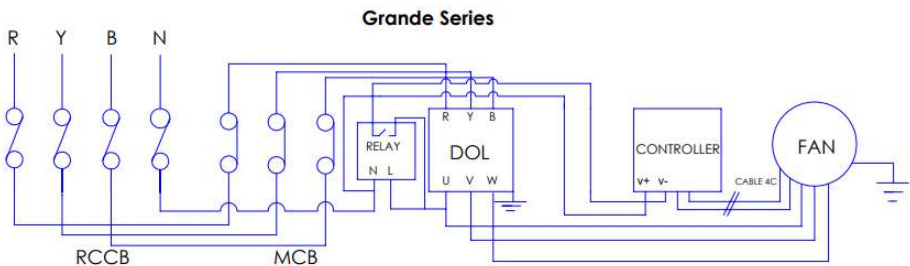 Grande Series
R Y B N
R Y B
RELAY
DOL
CONTROLLER
FAN
N L
U V W
V+ V-
CABLE 4C
RCCB MCB